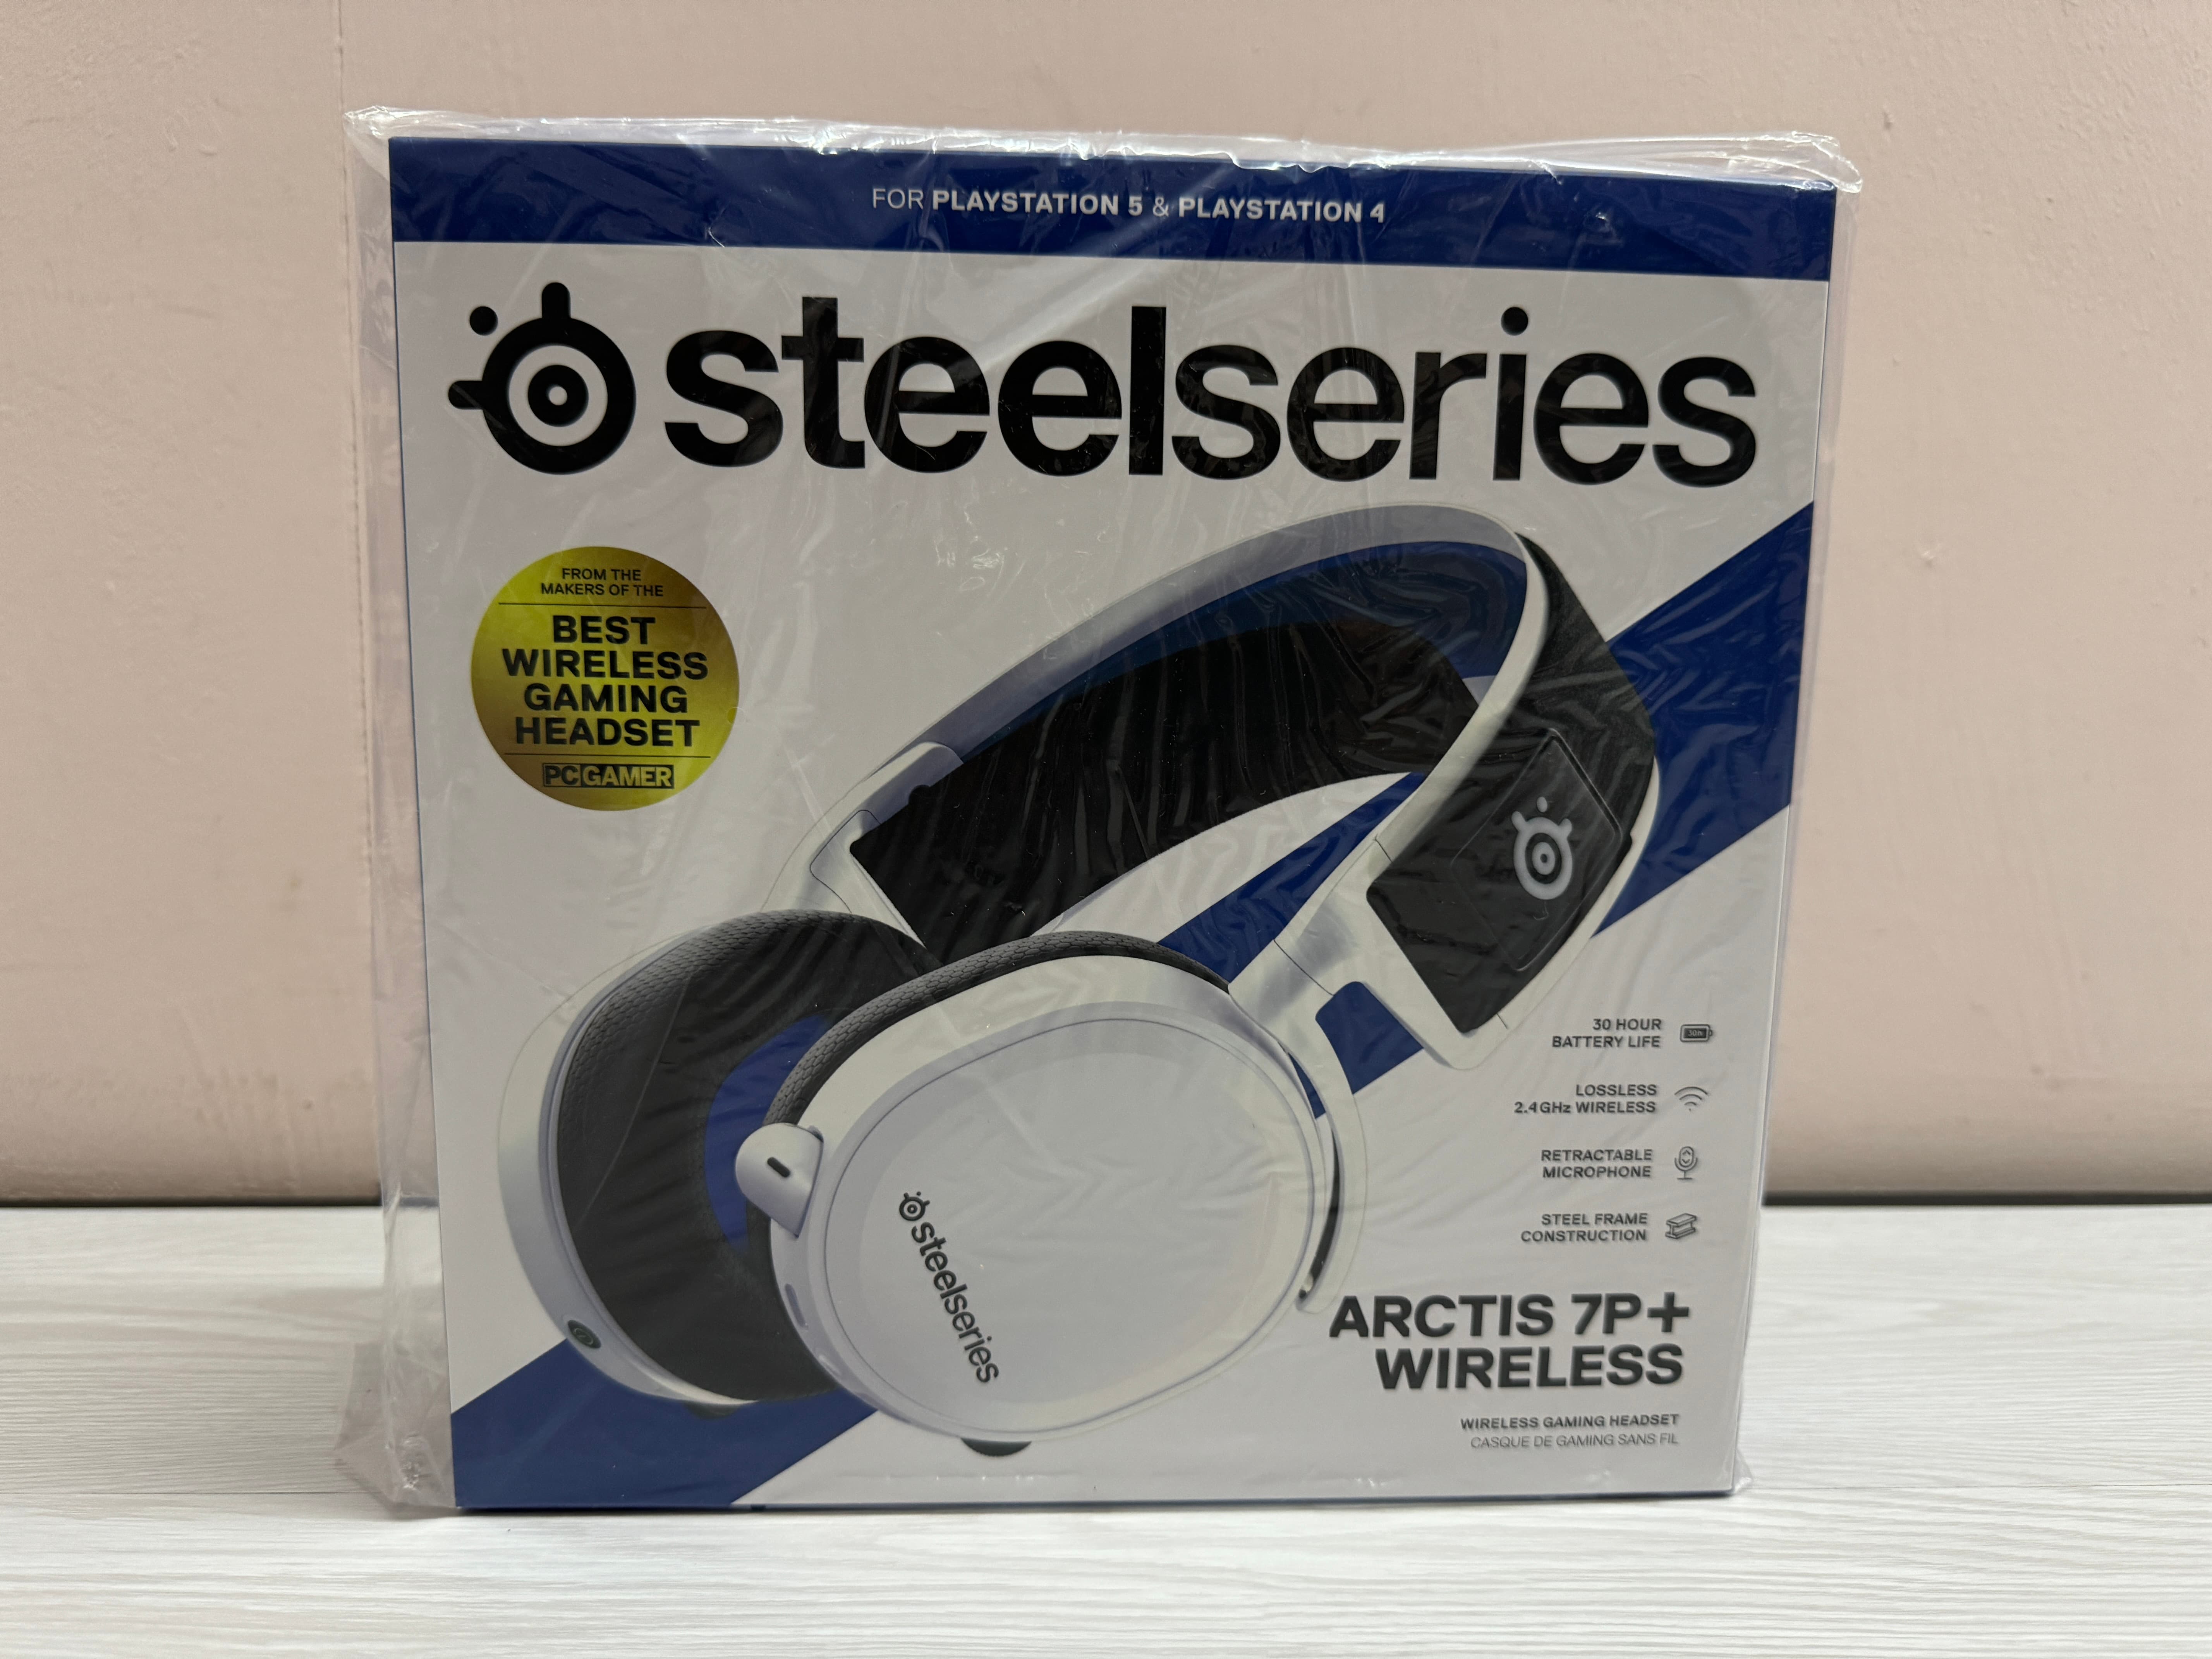 FOR PLAYSTATION 5 & PLAYSTATION 4
steelseries
FROM THE
MAKERS OF THE
BEST
WIRELESS
GAMING
HEADSET
PC GAMER
30 HOUR
BATTERY LIFE
30h
LOSSLESS
2.4GHz WIRELESS
RETRACTABLE
MICROPHONE
STEEL FRAME
CONSTRUCTION
steelseries
ARCTIS 7P+
WIRELESS
WIRELESS GAMING HEADSET
CASQUE DE GAMING SANS FIL